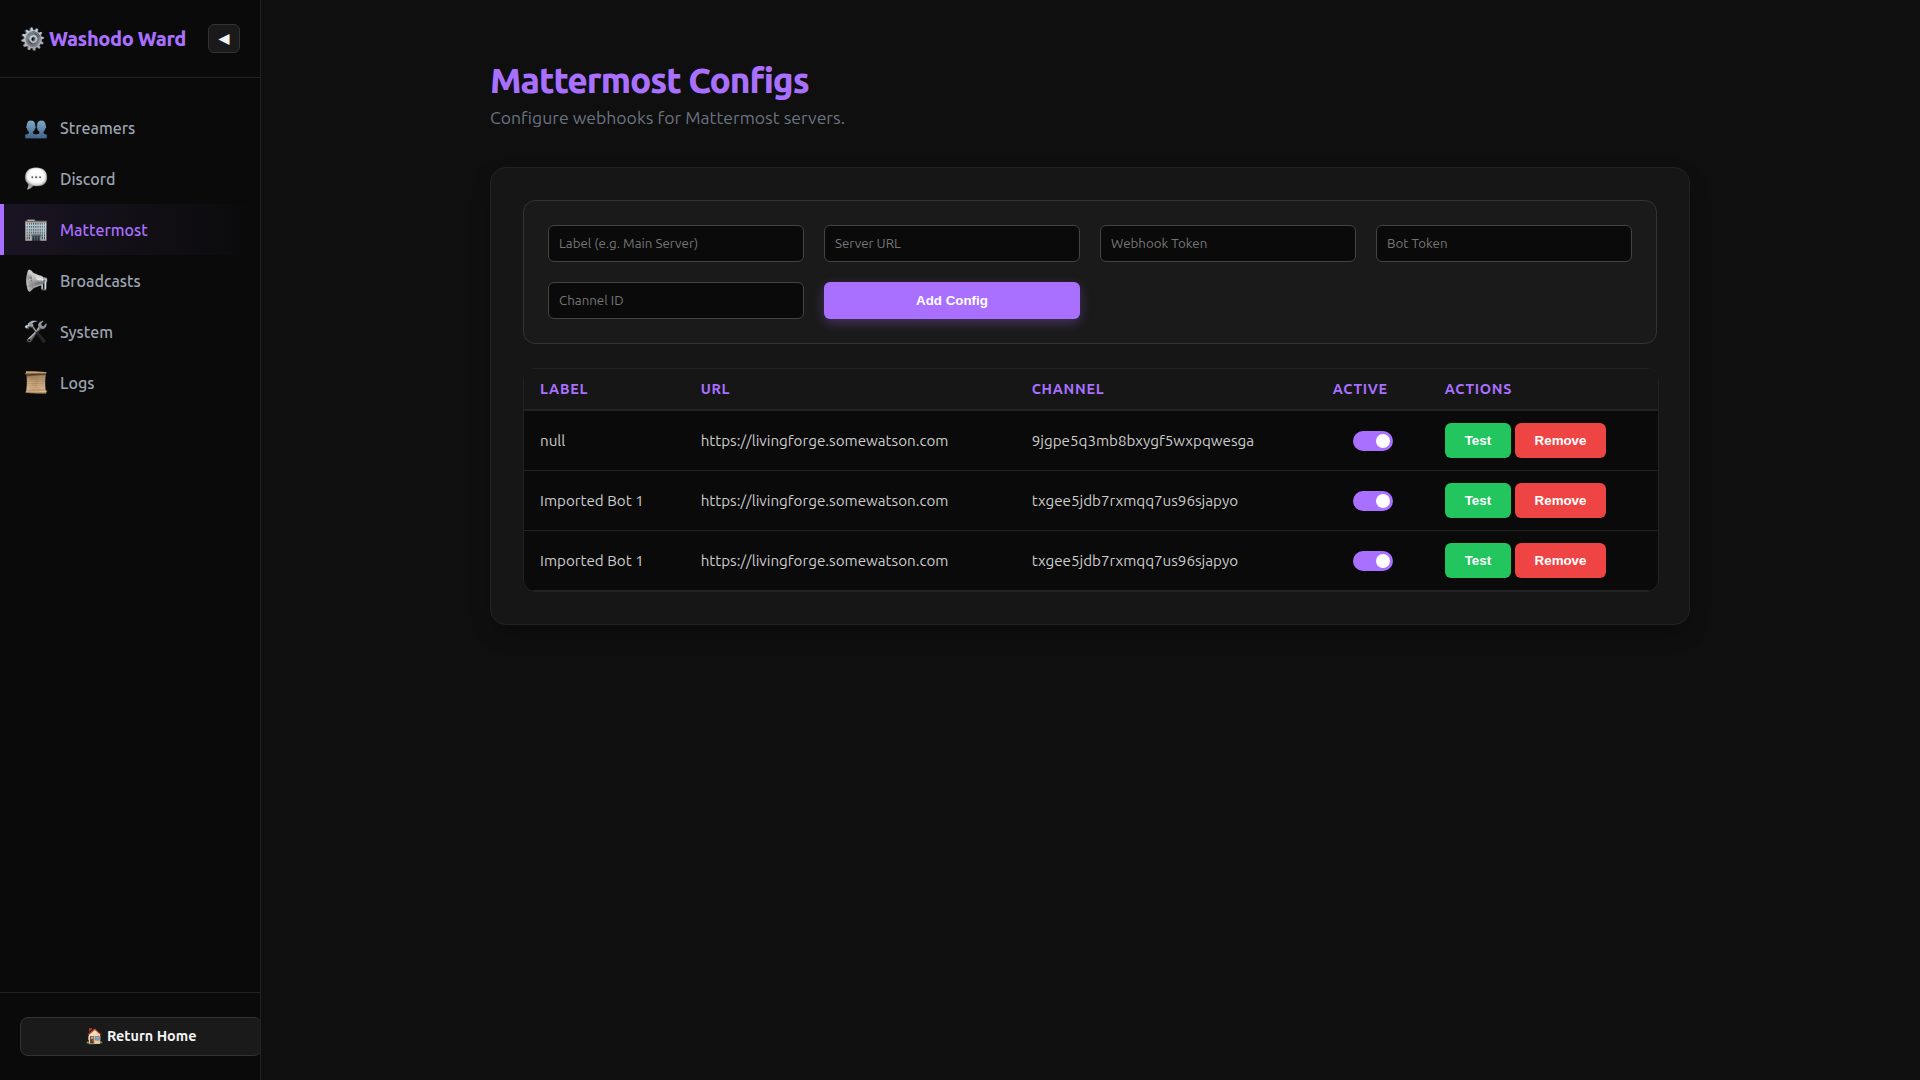 Washodo Ward
Streamers
Discord
Mattermost
Broadcasts
System
Logs
Return Home
Mattermost Configs
Configure webhooks for Mattermost servers.
Label (e.g. Main Server) Server URL Webhook Token Bot Token
Channel ID Add Config
LABEL URL CHANNEL ACTIVE ACTIONS
null https://livingforge.somewatson.com 9jgpe5q3mb8bxygf5wxpqwesga Test Remove
Imported Bot 1 https://livingforge.somewatson.com txgee5jdb7rxmqq7us96sjapyo Test Remove
Imported Bot 1 https://livingforge.somewatson.com txgee5jdb7rxmqq7us96sjapyo Test Remove